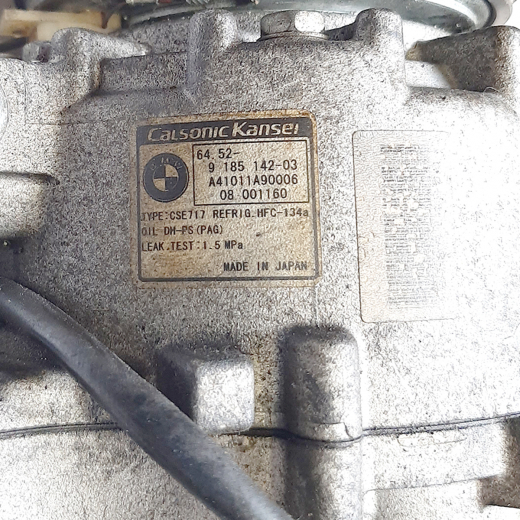 Calsonic Kansei
64.52-
9 185 142-03
A41011A90006
08 001160
TYPE:CSE717 REFRIG.HFC-134a
OIL DH-PS(PAG)
LEAK.TEST:1.5 MPa
MADE IN JAPAN